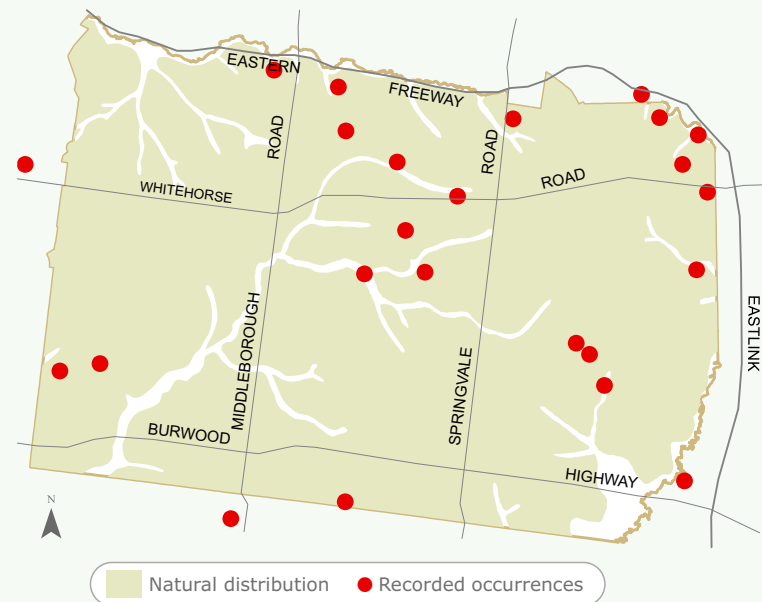 EASTERN
FREEWAY
ROAD
ROAD
ROAD
WHITEHORSE
MIDDLEBOROUGH
EASTLINK
SPRINGVALE
BURWOOD
HIGHWAY
N
Natural distribution
Recorded occurrences